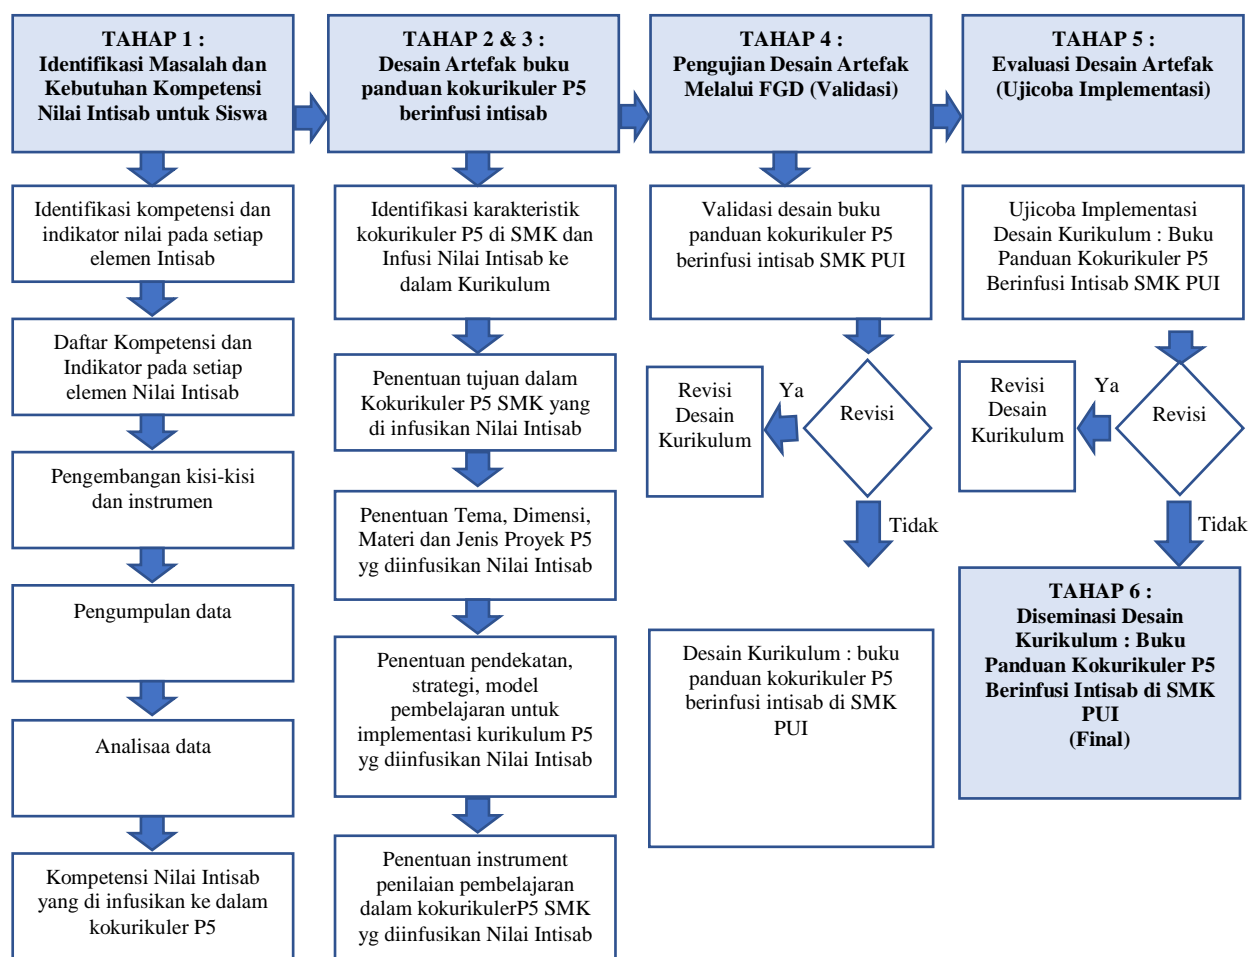 TAHAP 1 :
Identifikasi Masalah dan
Kebutuhan Kompetensi
Nilai Intisab untuk Siswa
Identifikasi kompetensi dan
indikator nilai pada setiap
elemen Intisab
Daftar Kompetensi dan
Indikator pada setiap
elemen Nilai Intisab
Pengembangan kisi-kisi
dan instrumen
Pengumpulan data
Analisaa data
Kompetensi Nilai Intisab
yang di infusikan ke dalam
kokurikuler P5
TAHAP 2 & 3 :
Desain Artefak buku
panduan kokurikuler P5
berinfusi intisab
Identifikasi karakteristik
kokurikuler P5 di SMK dan
Infusi Nilai Intisab ke
dalam Kurikulum
Penentuan tujuan dalam
Kokurikuler P5 SMK yang
di infusikan Nilai Intisab
Penentuan Tema, Dimensi,
Materi dan Jenis Proyek P5
yg diinfusikan Nilai Intisab
Penentuan pendekatan,
strategi, model
pembelajaran untuk
implementasi kurikulum P5
yg diinfusikan Nilai Intisab
Penentuan instrument
penilaian pembelajaran
dalam kokurikulerP5 SMK
yg diinfusikan Nilai Intisab
TAHAP 4 :
Pengujian Desain Artefak
Melalui FGD (Validasi)
Validasi desain buku
panduan kokurikuler P5
berinfusi intisab SMK PUI
Revisi
Ya
Revisi
Desain
Kurikulum
Tidak
Desain Kurikulum : buku
panduan kokurikuler P5
berinfusi intisab di SMK
PUI
TAHAP 5 :
Evaluasi Desain Artefak
(Ujicoba Implementasi)
Ujicoba Implementasi
Desain Kurikulum : Buku
Panduan Kokurikuler P5
Berinfusi Intisab SMK PUI
Revisi
Ya
Revisi
Desain
Kurikulum
Tidak
TAHAP 6 :
Diseminasi Desain
Kurikulum : Buku
Panduan Kokurikuler P5
Berinfusi Intisab di SMK
PUI
(Final)